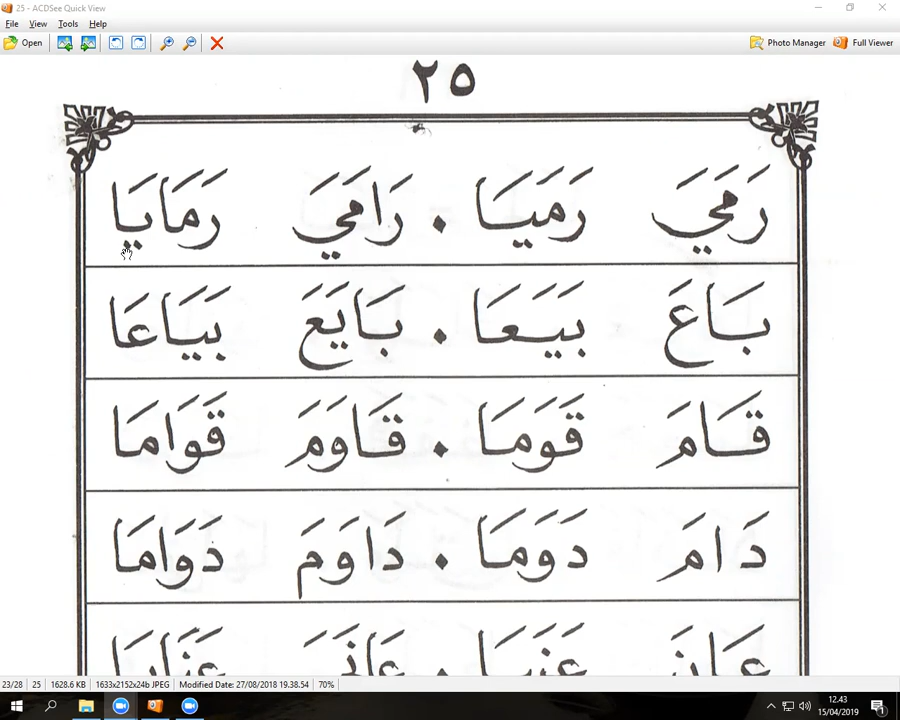 25 - ACDSee Quick View
File View Tools Help
Open Photo Manager Full Viewer
٢٥
رَمَيَ رَمَيَا . رَامَيَ رَمَايَا
بَاعَ بَيَعَا . بَايَعَ بَيَاعَا
قَامَ قَوَمَا . قَاوَمَ قَوَامَا
دَامَ دَوَمَا . دَاوَمَ دَوَامَا
23/28 25 1628.6 KB 1633x2152x24b JPEG Modified Date: 27/08/2018 19.38.54 70%
12.43
15/04/2019